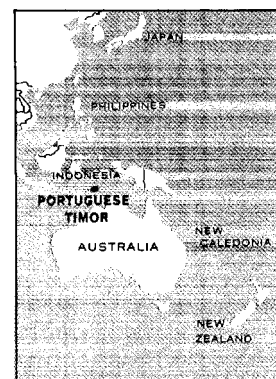 JAPAN
PHILIPPINES
INDONESIA
PORTUGUESE
TIMOR
AUSTRALIA
NEW
CALEDONIA
NEW
ZEALAND